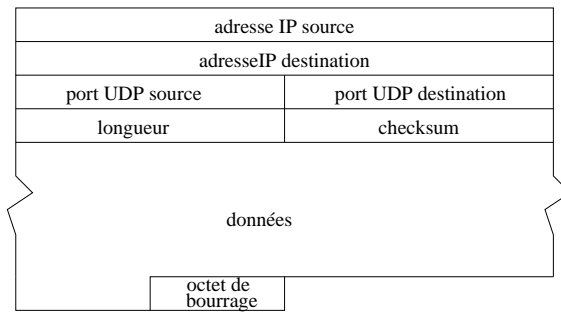 adresse IP source
adresseIP destination
port UDP source
port UDP destination
longueur
checksum
données
octet de
bourrage